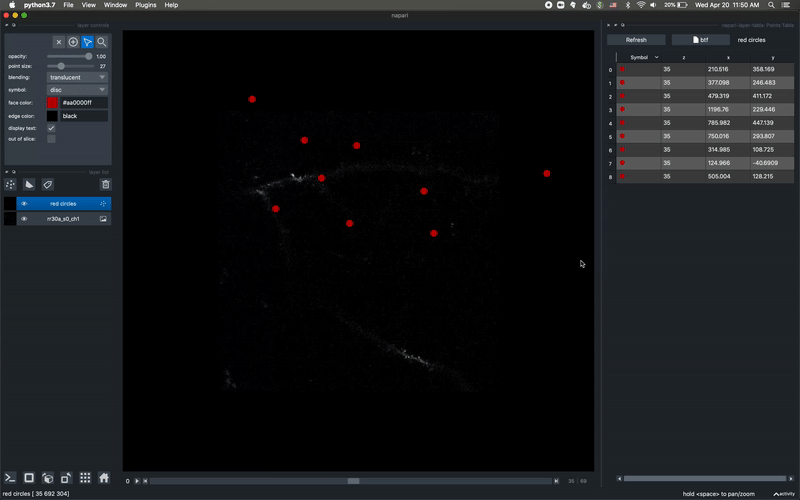 python3.7 File View Window Plugins Help 20% Wed Apr 20 11:50 AM
napari
layer controls
napari-layer-table: Points Table
opacity: 1.00
point size: 27
blending: translucent
symbol: disc
face color: #aa0000ff
edge color: black
display text:
out of slice:
layer list
red circles
rr30a_s0_ch1
Refresh btf red circles
Symbol z x y
0 35 210.516 358.169
1 35 377.098 246.483
2 35 479.319 411.172
3 35 1196.76 229.446
4 35 785.982 447.139
5 35 750.016 293.807
6 35 314.985 108.725
7 35 124.966 -40.6909
8 35 505.004 128.215
0 35 69
red circles [ 35 692 304]
hold <space> to pan/zoom
activity